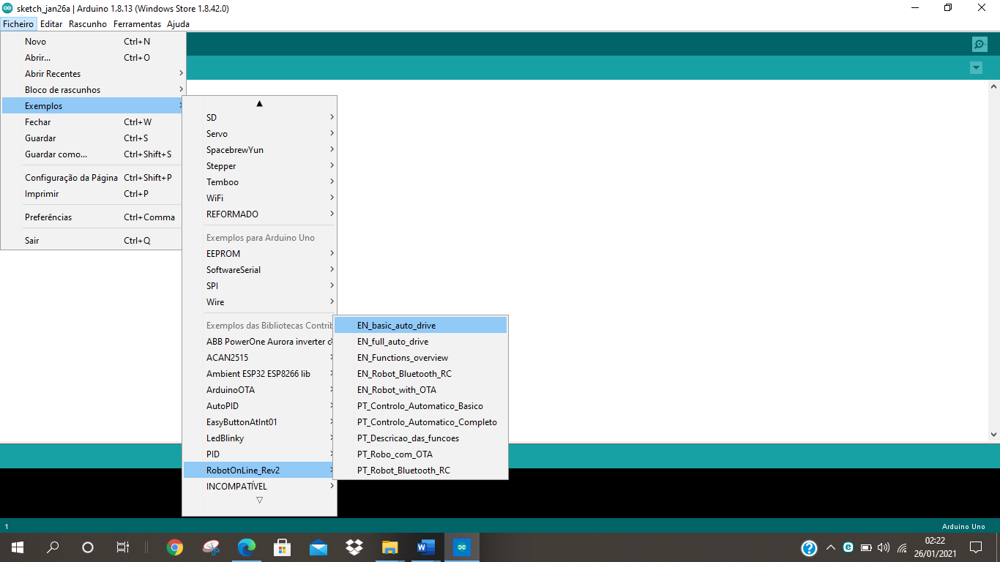 sketch_jan26a | Arduino 1.8.13 (Windows Store 1.8.42.0)
Ficheiro Editar Rascunho Ferramentas Ajuda
Novo Ctrl+N
Abrir... Ctrl+O
Abrir Recentes
Bloco de rascunhos
Exemplos
Fechar Ctrl+W
Guardar Ctrl+S
Guardar como... Ctrl+Shift+S
Configuração da Página Ctrl+Shift+P
Imprimir Ctrl+P
Preferências Ctrl+Comma
Sair Ctrl+Q
SD
Servo
SpacebrewYun
Stepper
Temboo
WiFi
REFORMADO
Exemplos para Arduino Uno
EEPROM
SoftwareSerial
SPI
Wire
Exemplos das Bibliotecas Contrib
ABB PowerOne Aurora inverter c
ACAN2515
Ambient ESP32 ESP8266 lib
ArduinoOTA
AutoPID
EasyButtonAtInt01
LedBlinky
PID
RobotOnLine_Rev2
INCOMPATÍVEL
EN_basic_auto_drive
EN_full_auto_drive
EN_Functions_overview
EN_Robot_Bluetooth_RC
EN_Robot_with_OTA
PT_Controlo_Automatico_Basico
PT_Controlo_Automatico_Completo
PT_Descricao_das_funcoes
PT_Robo_com_OTA
PT_Robot_Bluetooth_RC
1 Arduino Uno
02:22
26/01/2021